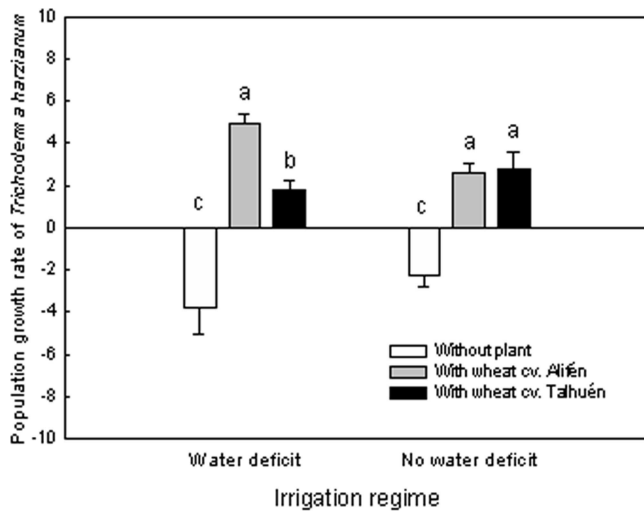 Population growth rate of Trichoderm a harzianum
10
8
6
4
2
0
-2
-4
-6
-8
-10
a
b
c
a
a
c
Without plant
With wheat cv. Alifén
With wheat cv. Talhuén
Water deficit
No water deficit
Irrigation regime